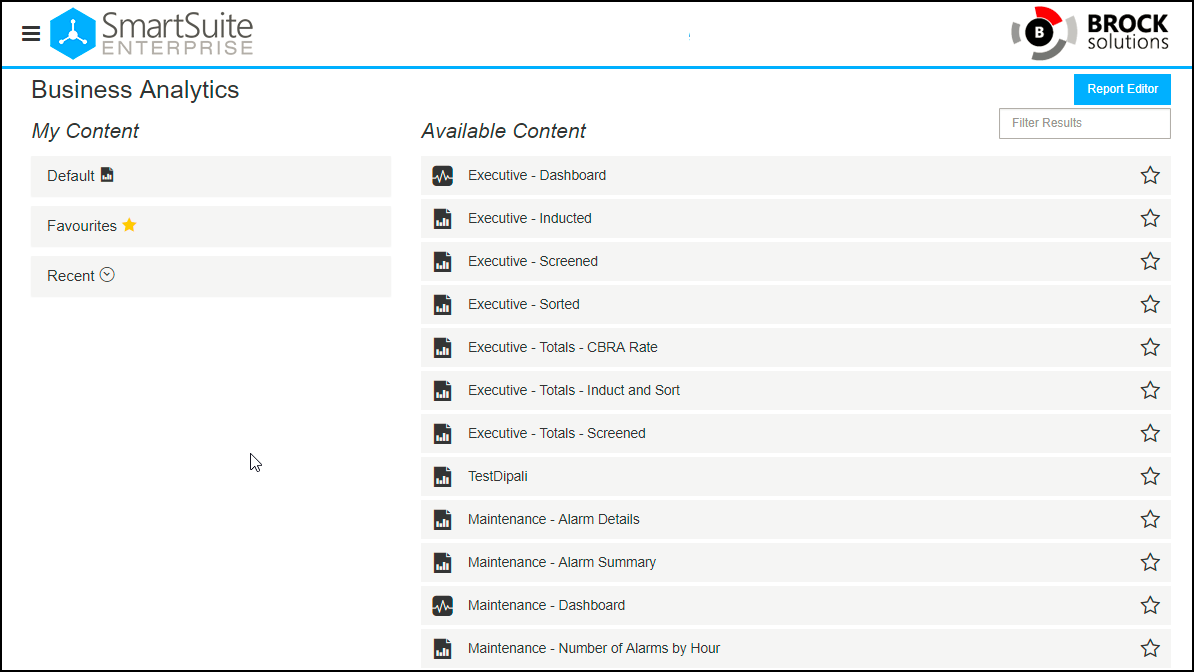 SmartSuite
ENTERPRISE
B
BROCK
solutions
Business Analytics
Report Editor
My Content
Available Content
Filter Results
Default
Favourites
Recent
Executive - Dashboard
Executive - Inducted
Executive - Screened
Executive - Sorted
Executive - Totals - CBRA Rate
Executive - Totals - Induct and Sort
Executive - Totals - Screened
TestDipali
Maintenance - Alarm Details
Maintenance - Alarm Summary
Maintenance - Dashboard
Maintenance - Number of Alarms by Hour